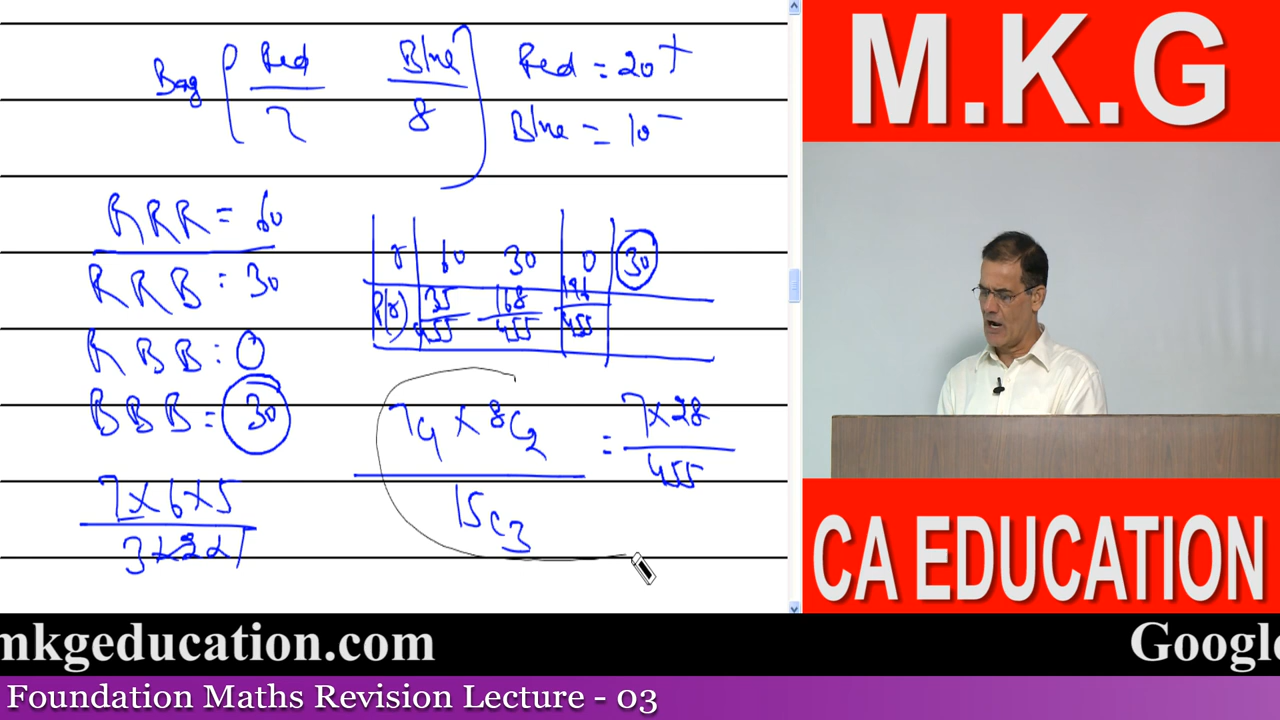 Bag Red Blue
7 8
Red = 20 +
Blue = 10 -
RRR = 60
RRB : 30
RBB : 0
BBB = 30
x 60 30 0 30
P(x) 35/455 168/455 196/455
7C1 × 8C2 / 15C3 = 7×28 / 455
7×6×5
3×2×1
M.K.G
CA EDUCATION
mkgeducation.com
Google
Foundation Maths Revision Lecture - 03